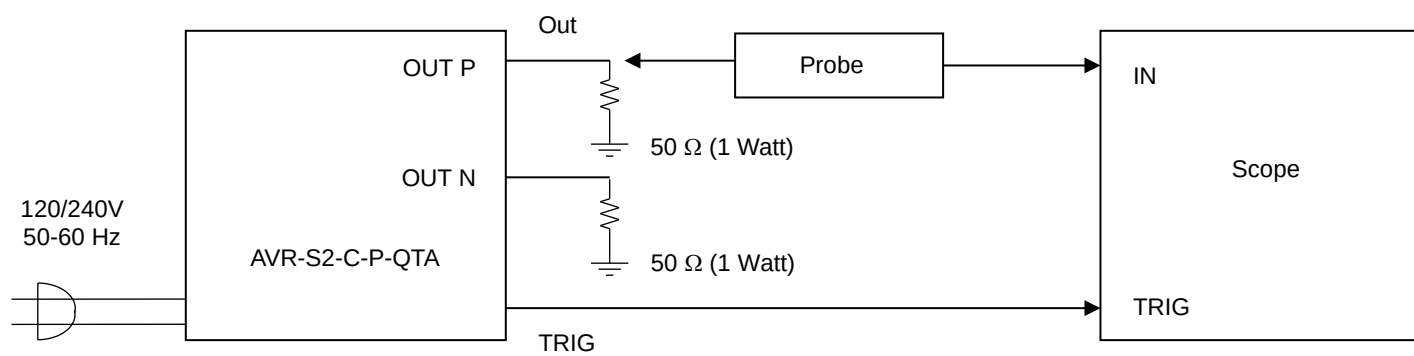 Out
OUT P
Probe
IN
50 Ω (1 Watt)
Scope
OUT N
120/240V
50-60 Hz
AVR-S2-C-P-QTA
50 Ω (1 Watt)
TRIG
TRIG